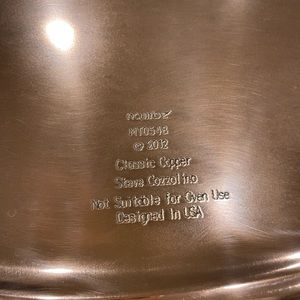 MT0548
© 2012
Classic Copper
Steve Cozzolino
Not Suitable for Oven Use
Designed In USA